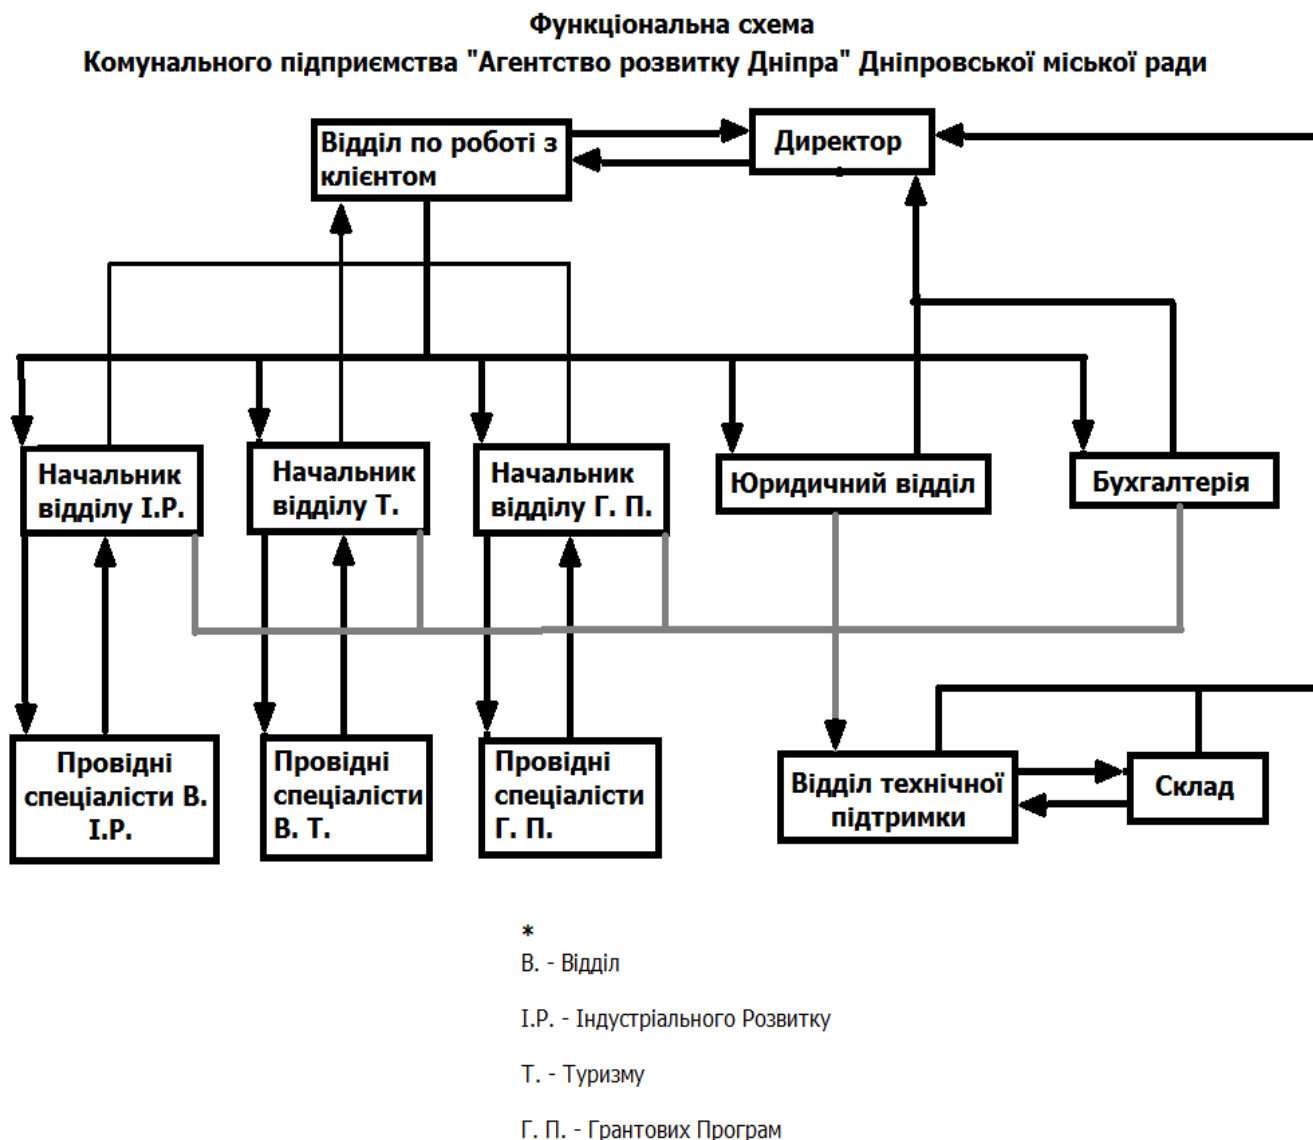 Функціональна схема
Комунального підприємства "Агентство розвитку Дніпра" Дніпровської міської ради
Відділ по роботі з
клієнтом
Директор
Начальник
відділу І.Р.
Начальник
відділу Т.
Начальник
відділу Г. П.
Юридичний відділ
Бухгалтерія
Провідні
спеціалісти В.
І.Р.
Провідні
спеціалісти
В. Т.
Провідні
спеціалісти
Г. П.
Відділ технічної
підтримки
Склад
*
В. - Відділ
І.Р. - Індустріального Розвитку
Т. - Туризму
Г. П. - Грантових Програм